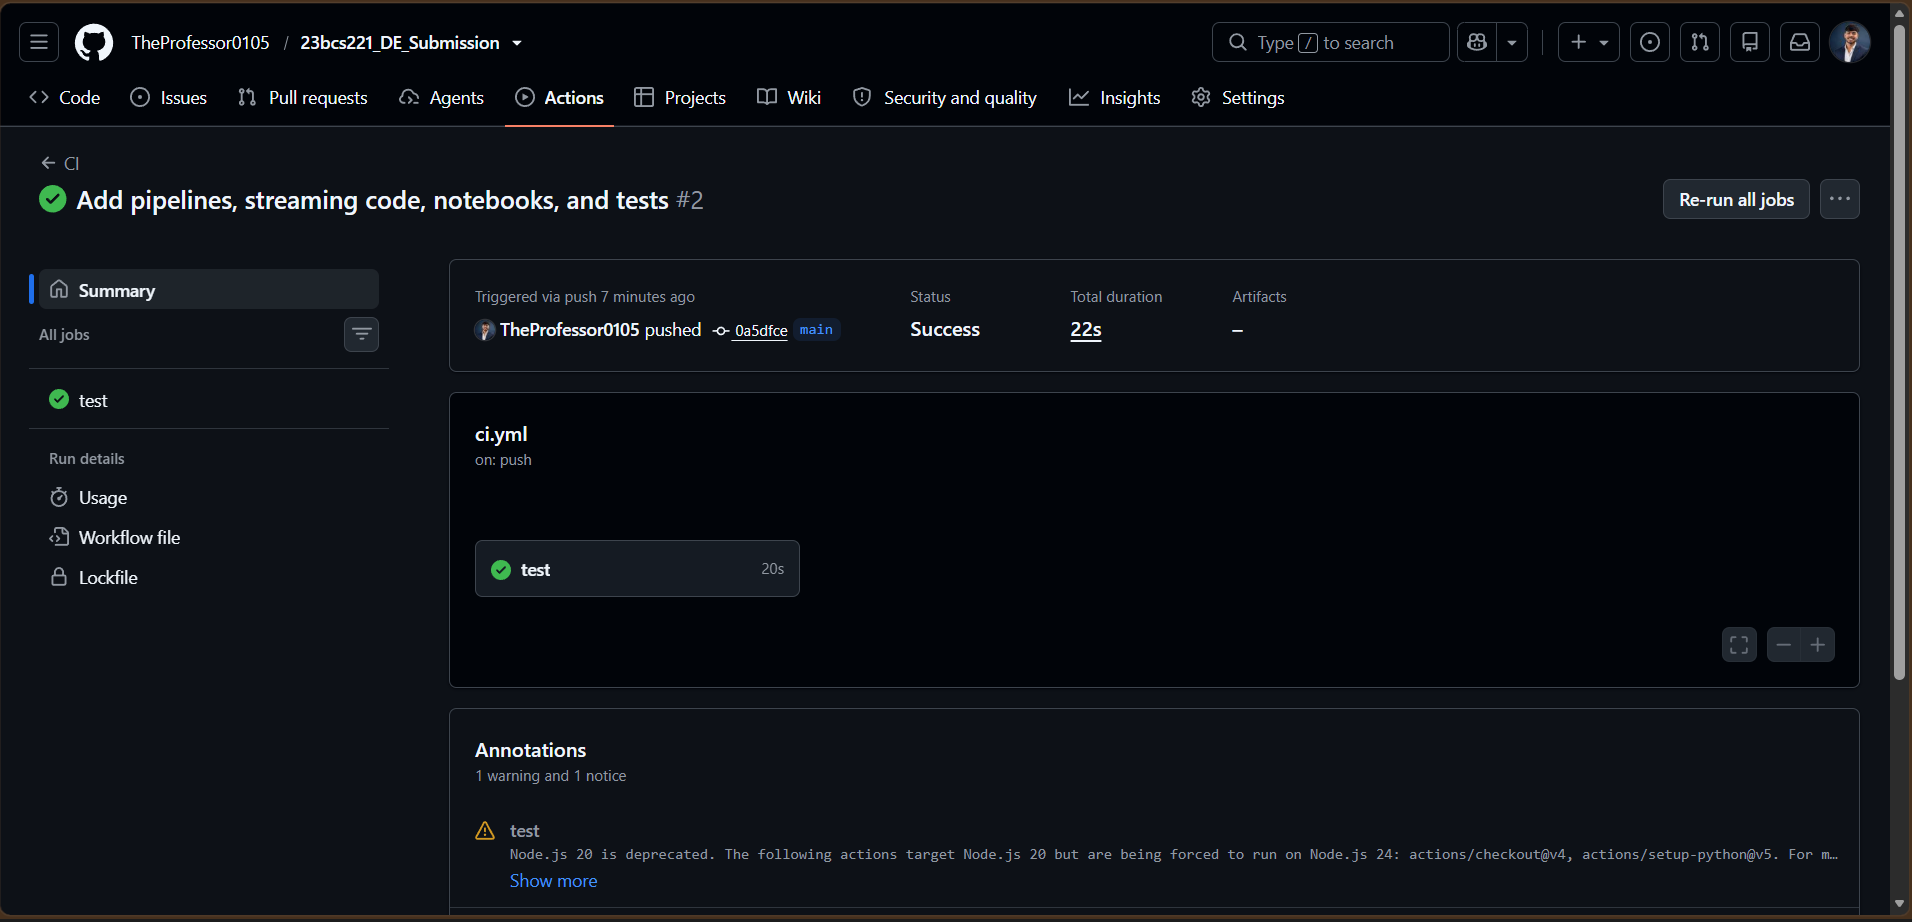 TheProfessor0105 / 23bcs221_DE_Submission
Type / to search
Code Issues Pull requests Agents Actions Projects Wiki Security and quality Insights Settings
CI
Add pipelines, streaming code, notebooks, and tests #2
Re-run all jobs
Summary
All jobs
test
Run details
Usage
Workflow file
Lockfile
Triggered via push 7 minutes ago
TheProfessor0105 pushed 0a5dfce main
Status
Success
Total duration
22s
Artifacts
–
ci.yml
on: push
test 20s
Annotations
1 warning and 1 notice
test
Node.js 20 is deprecated. The following actions target Node.js 20 but are being forced to run on Node.js 24: actions/checkout@v4, actions/setup-python@v5. For m…
Show more